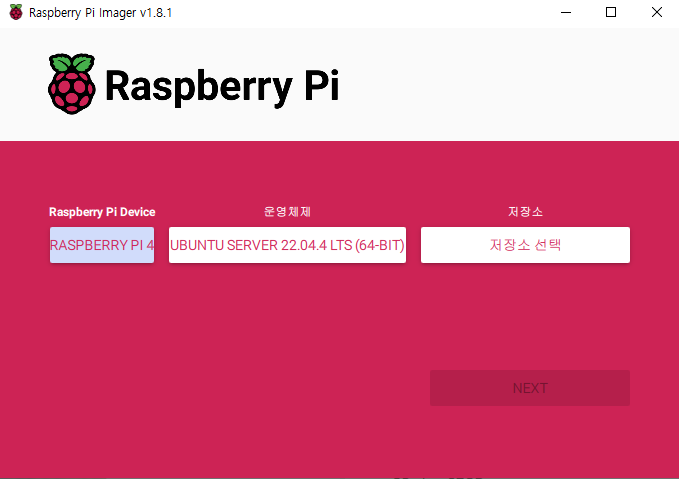 Raspberry Pi Imager v1.8.1
Raspberry Pi
Raspberry Pi Device
운영체제
저장소
RASPBERRY PI 4
UBUNTU SERVER 22.04.4 LTS (64-BIT)
저장소 선택
NEXT